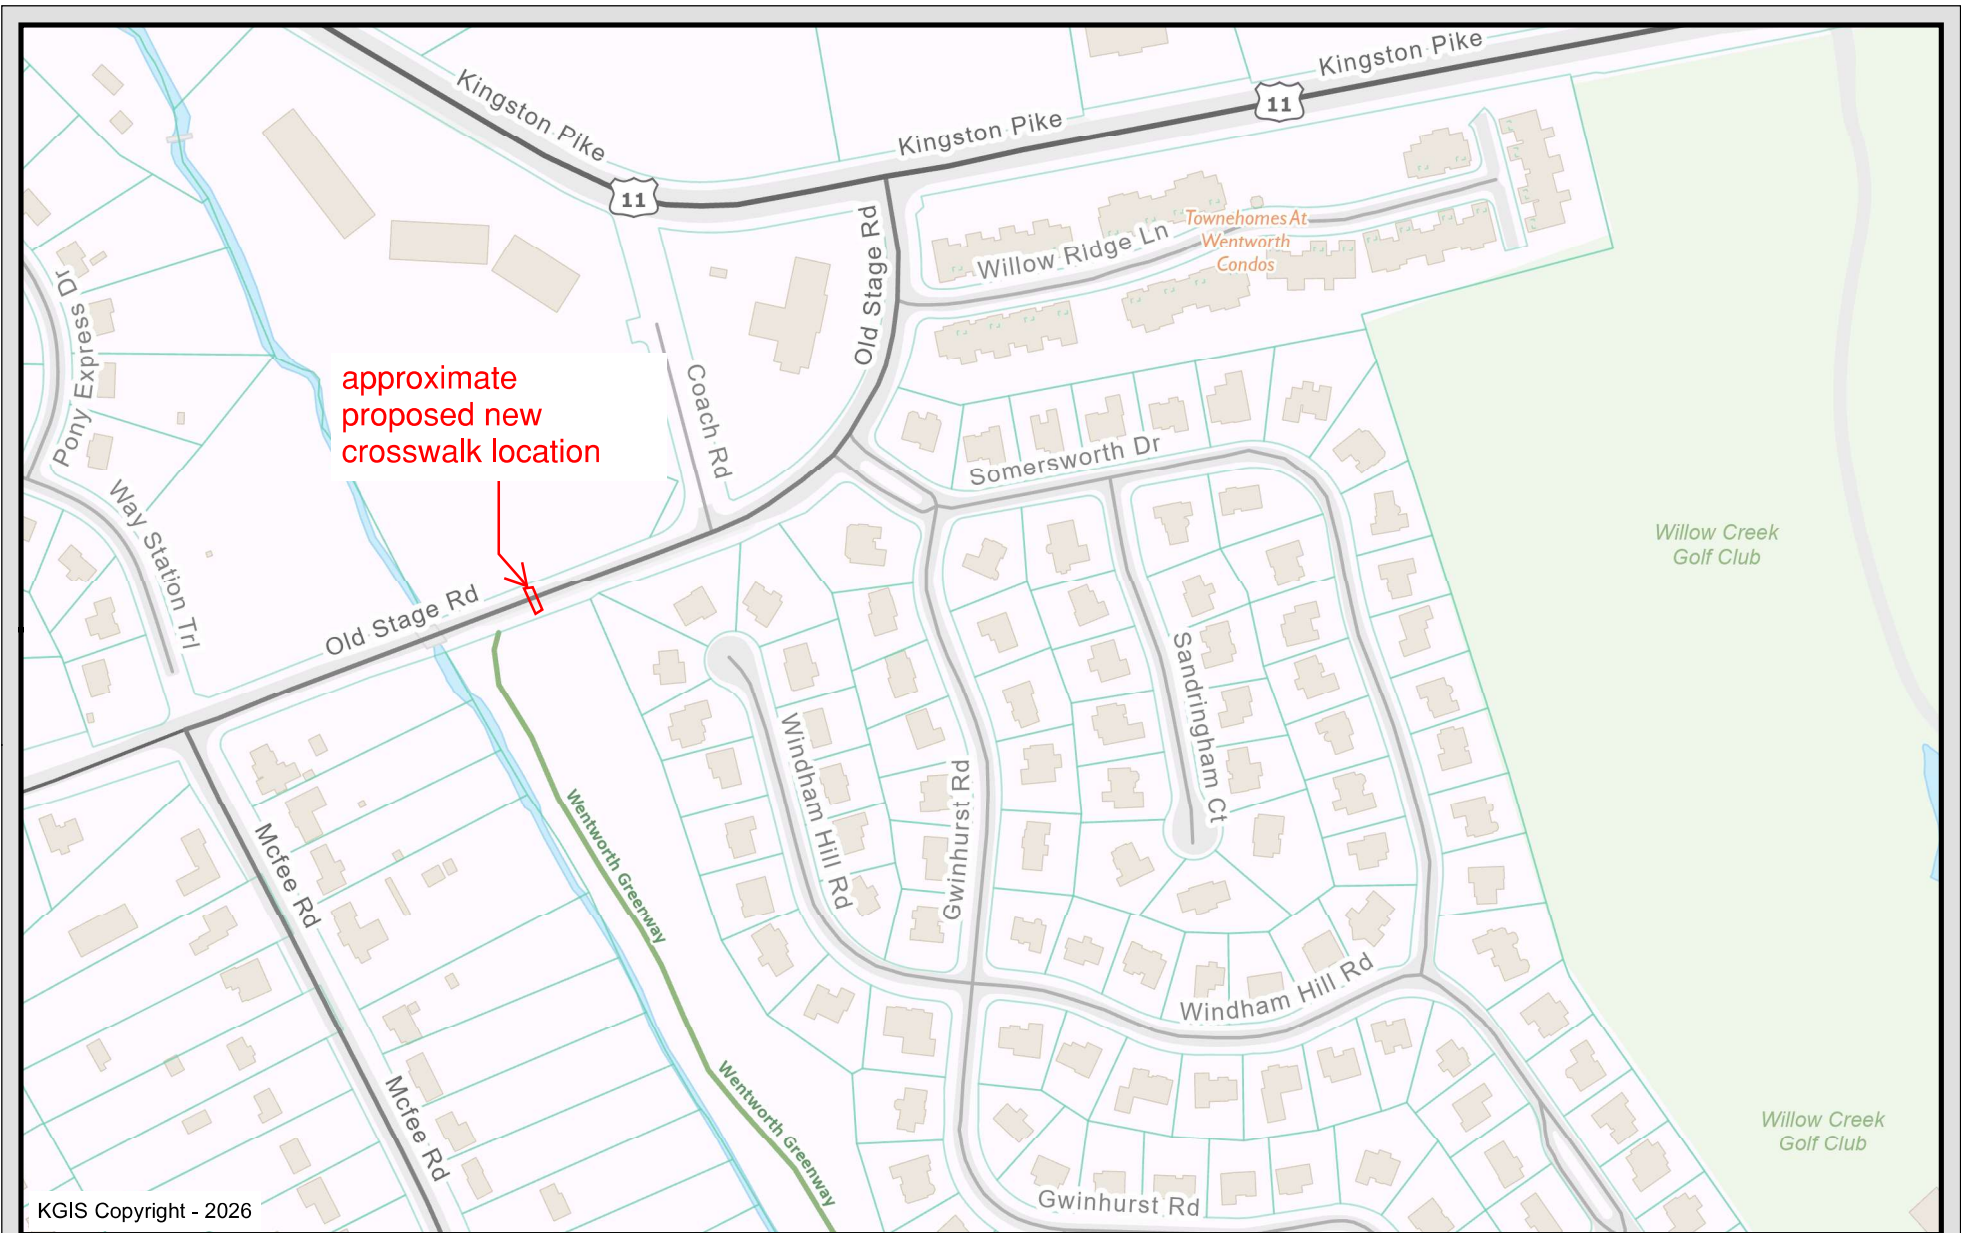 Kingston Pike
11
Kingston Pike
11
Kingston Pike
Old Stage Rd
Willow Ridge Ln
Townehomes At
Wentworth
Condos
Pony Express Dr
approximate
proposed new
crosswalk location
Coach Rd
Somersworth Dr
Way Station Trl
Old Stage Rd
Willow Creek
Golf Club
Sandringham Ct
Windham Hill Rd
Gwinhurst Rd
Wentworth Greenway
Mcfee Rd
Windham Hill Rd
Wentworth Greenway
Mcfee Rd
Willow Creek
Golf Club
Gwinhurst Rd
KGIS Copyright - 2026